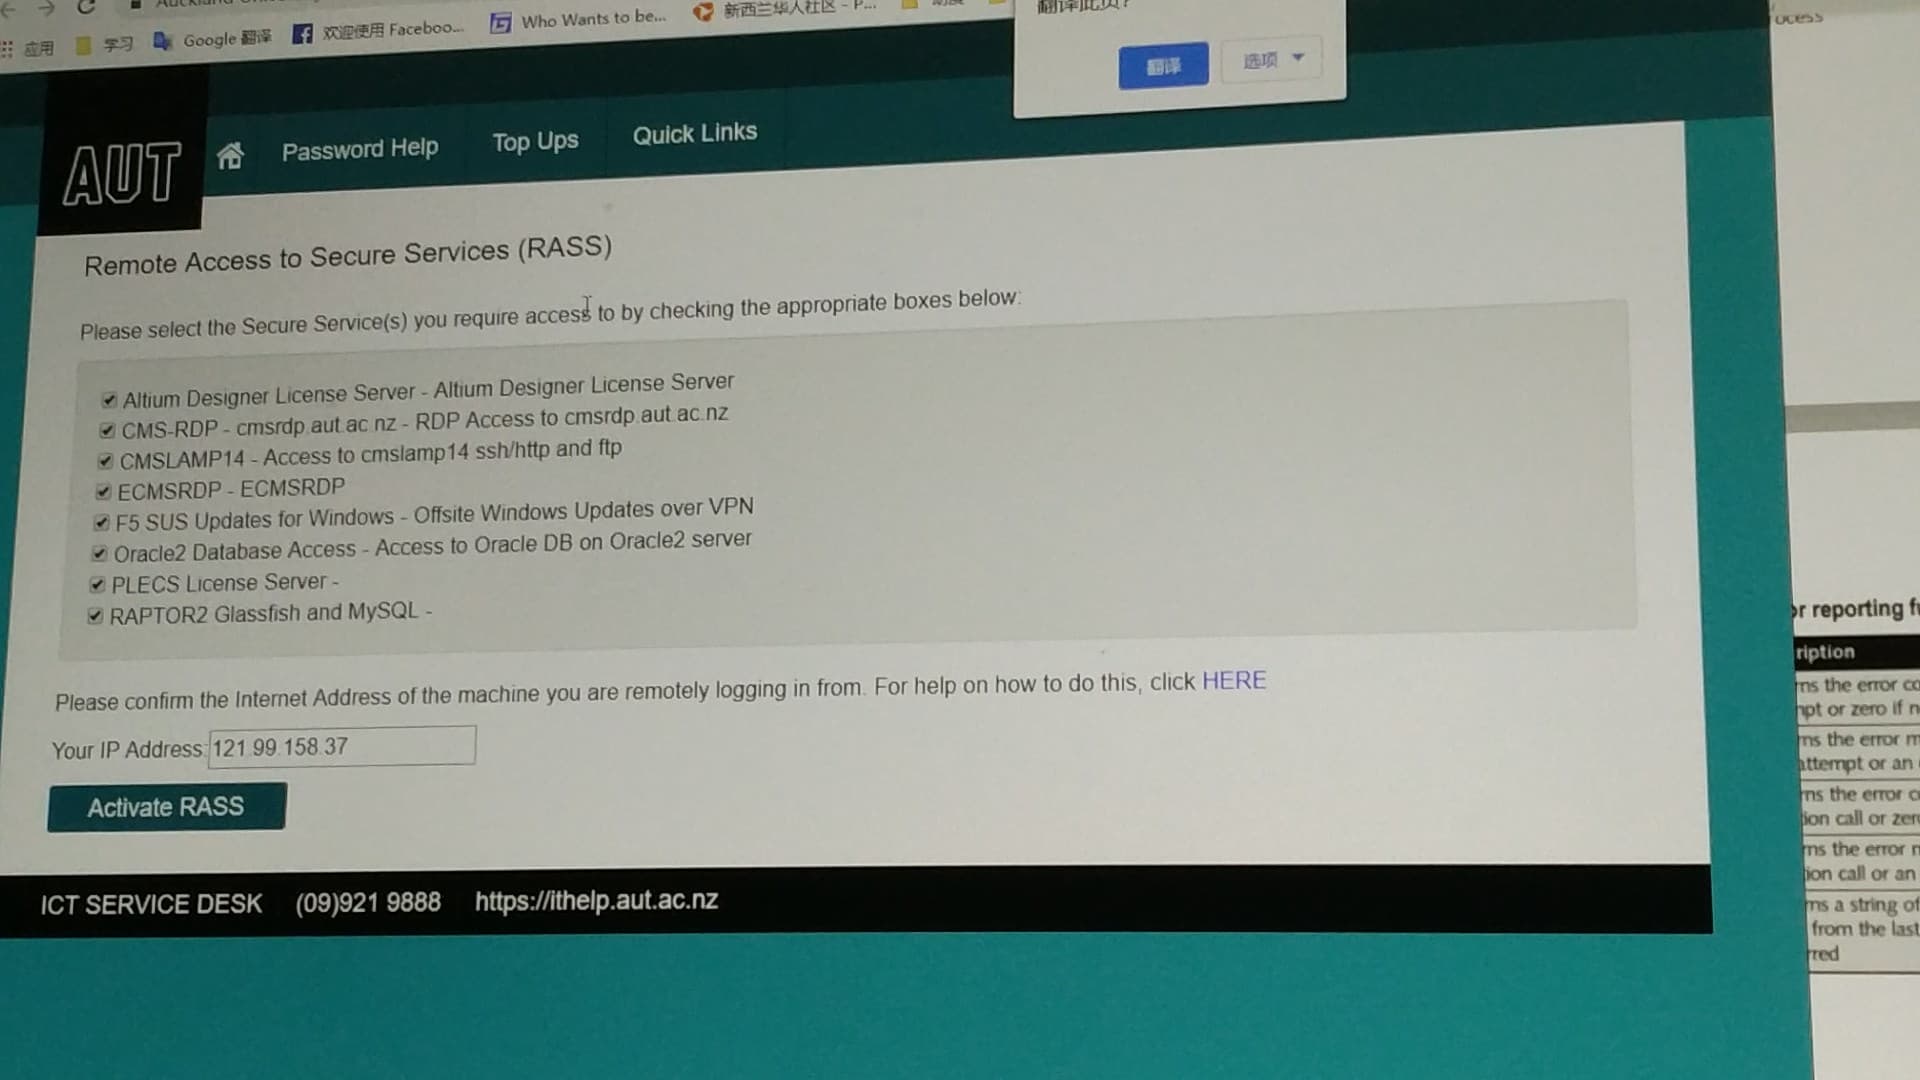 应用 学习 Google 翻译 欢迎使用 Faceboo... Who Wants to be... 新西兰华人社区 - P...
翻译此页?
翻译 选项
ocess
AUT
Password Help Top Ups Quick Links
Remote Access to Secure Services (RASS)
Please select the Secure Service(s) you require access to by checking the appropriate boxes below:
Altium Designer License Server - Altium Designer License Server
CMS-RDP - cmsrdp.aut.ac.nz - RDP Access to cmsrdp.aut.ac.nz
CMSLAMP14 - Access to cmslamp14 ssh/http and ftp
ECMSRDP - ECMSRDP
F5 SUS Updates for Windows - Offsite Windows Updates over VPN
Oracle2 Database Access - Access to Oracle DB on Oracle2 server
PLECS License Server -
RAPTOR2 Glassfish and MySQL -
Please confirm the Internet Address of the machine you are remotely logging in from. For help on how to do this, click HERE
Your IP Address: 121.99.158.37
Activate RASS
ICT SERVICE DESK (09)921 9888 https://ithelp.aut.ac.nz
or reporting f
ription
ns the error co
npt or zero if n
ns the error m
attempt or an
ns the error c
ion call or zer
ns the error m
ion call or an
ns a string of
from the last
rred